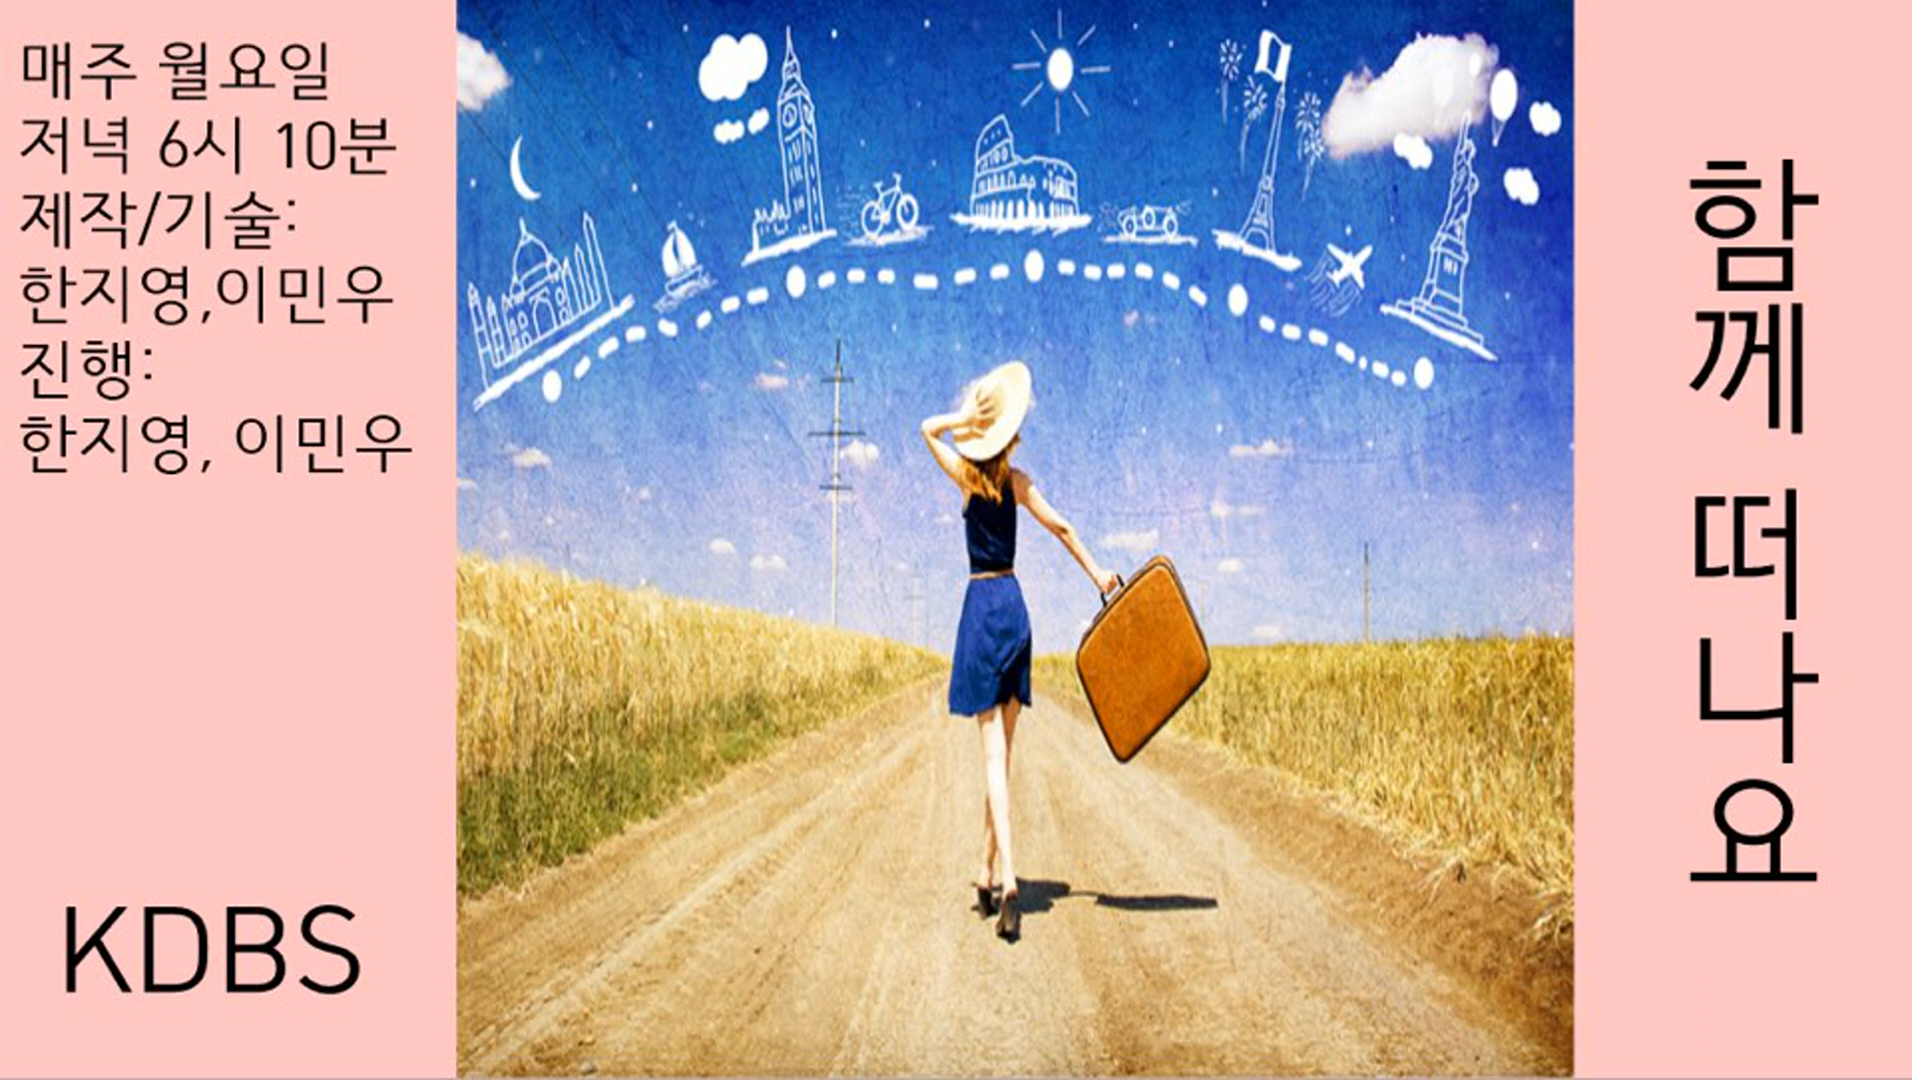 매주 월요일
저녁 6시 10분
제작/기술:
한지영,이민우
진행:
한지영, 이민우
KDBS
함께 떠나요